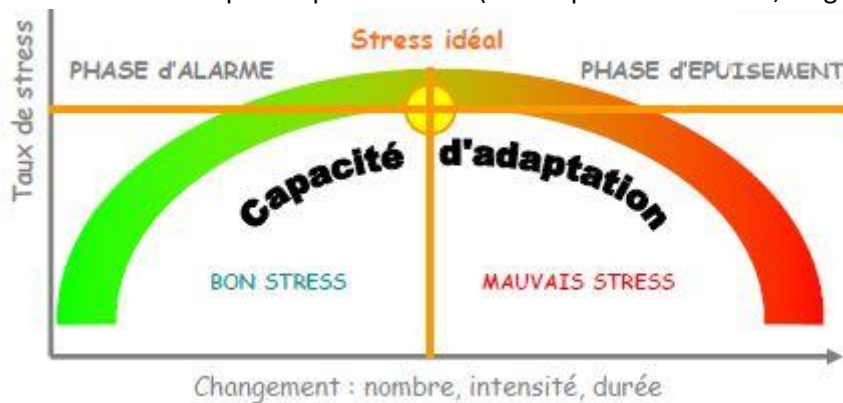 Stress idéal
PHASE d'ALARME
PHASE d'EPUISEMENT
Taux de stress
Capacité d'adaptation
BON STRESS
MAUVAIS STRESS
Changement : nombre, intensité, durée